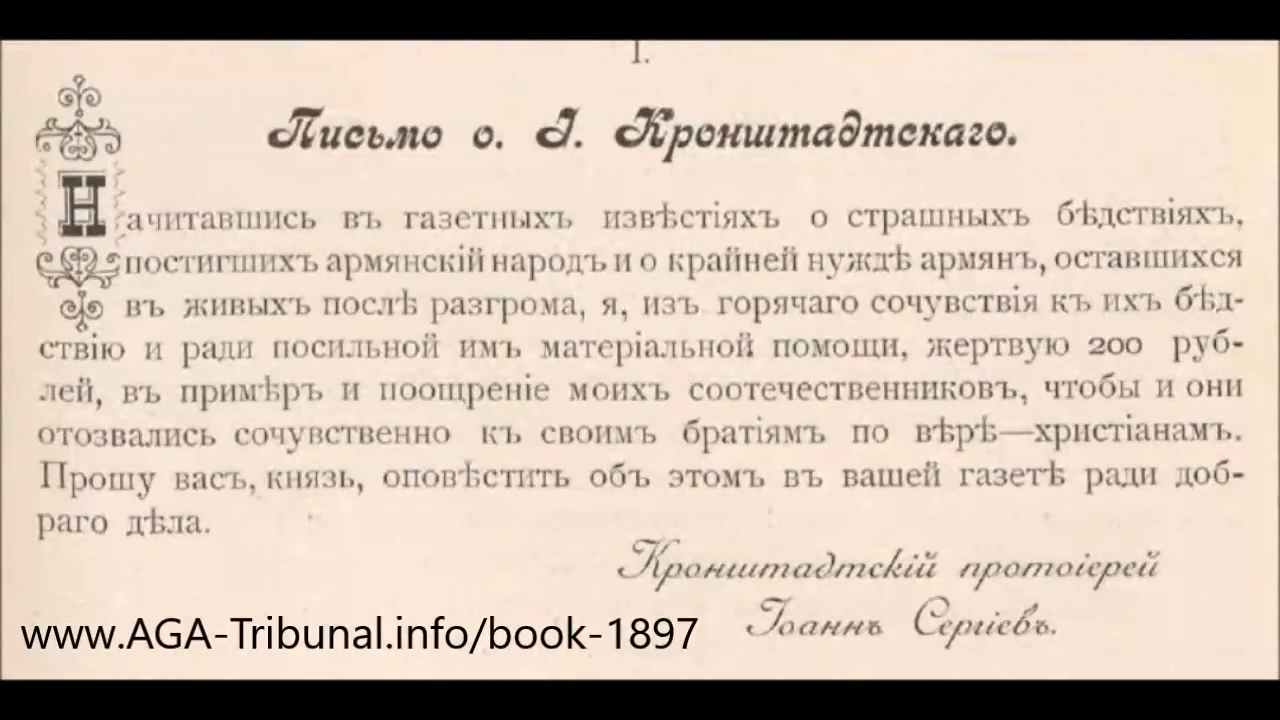 I.
Письмо о. І. Кронштадтскаго.
Начитавшись въ газетныхъ извѣстіяхъ о страшныхъ бѣдствіяхъ,
постигшихъ армянскій народъ и о крайней нуждѣ армянъ, оставшихся
въ живыхъ послѣ разгрома, я, изъ горячаго сочувствія къ ихъ бѣд-
ствію и ради посильной имъ матеріальной помощи, жертвую 200 руб-
лей, въ примѣръ и поощреніе моихъ соотечественниковъ, чтобы и они
отозвались сочувственно къ своимъ братіямъ по вѣрѣ—христіанамъ.
Прошу васъ, князь, оповѣстить объ этомъ въ вашей газетѣ ради доб-
раго дѣла.
Кронштадтскій протоіерей
Іоаннъ Сергіевъ.
www.AGA-Tribunal.info/book-1897